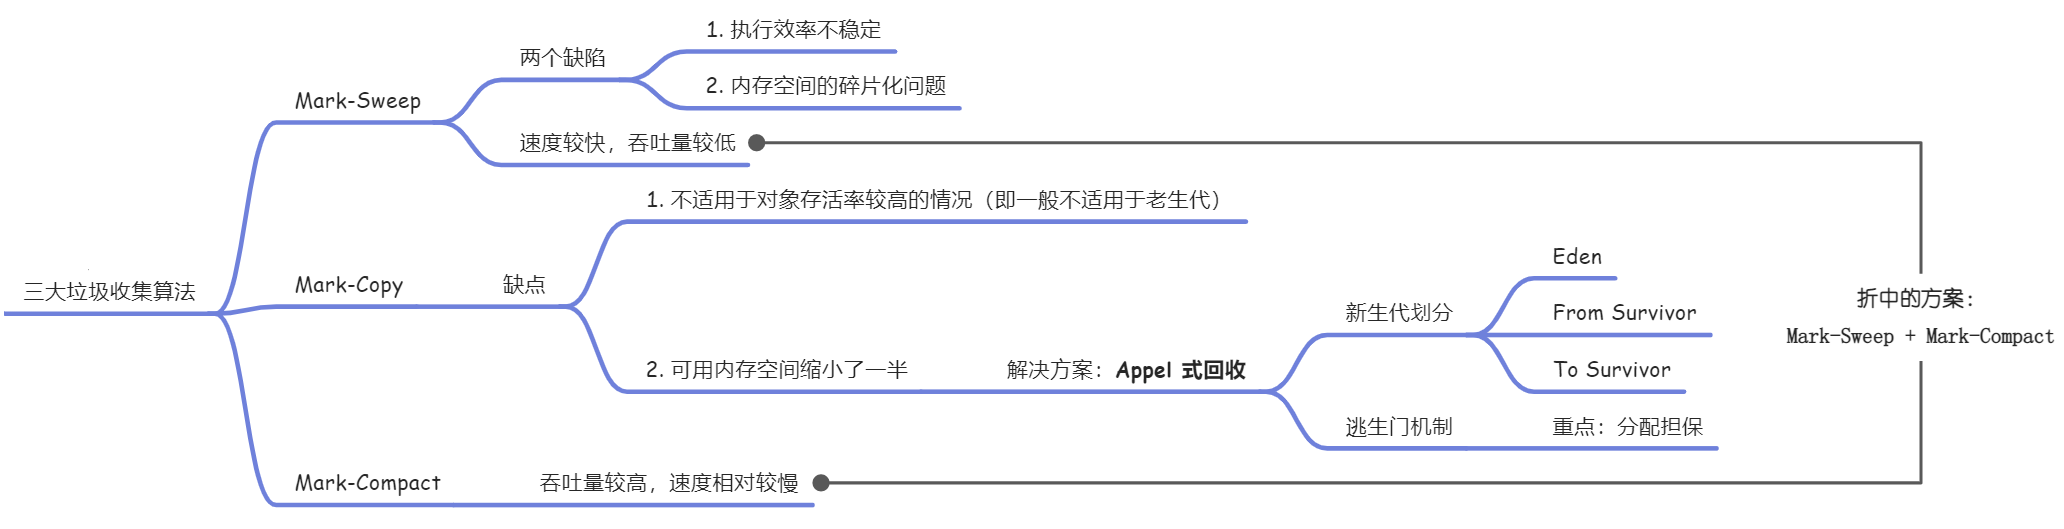 三大垃圾收集算法
Mark-Sweep
两个缺陷
1. 执行效率不稳定
2. 内存空间的碎片化问题
速度较快，吞吐量较低
Mark-Copy
缺点
1. 不适用于对象存活率较高的情况（即一般不适用于老生代）
2. 可用内存空间缩小了一半
解决方案：Appel 式回收
新生代划分
Eden
From Survivor
To Survivor
逃生门机制
重点：分配担保
Mark-Compact
吞吐量较高，速度相对较慢
折中的方案：
Mark-Sweep + Mark-Compact